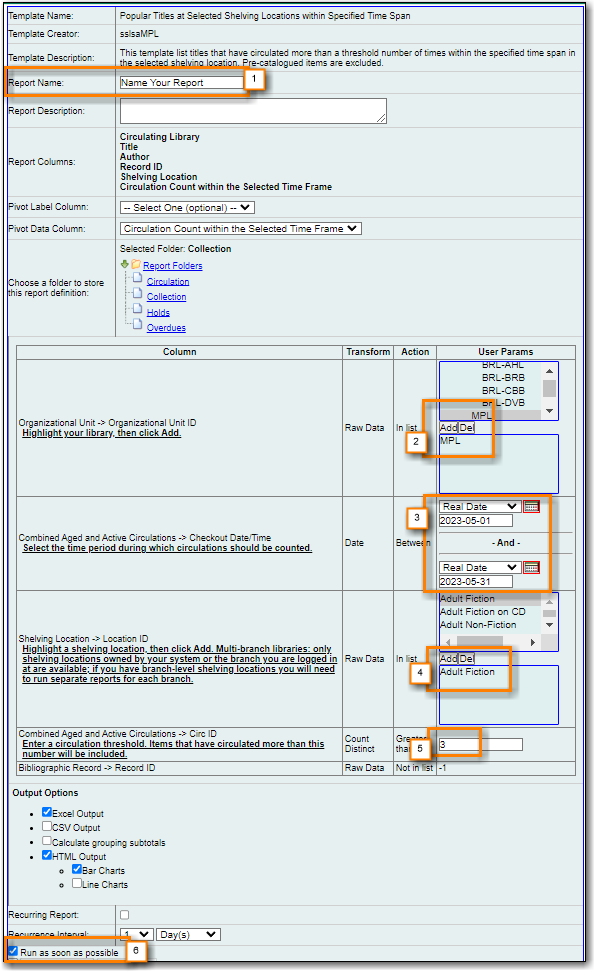 Template Name: Popular Titles at Selected Shelving Locations within Specified Time Span
Template Creator: sslsaMPL
Template Description: This template list titles that have circulated more than a threshold number of times within the specified time span in
the selected shelving location. Pre-catalogued items are excluded.
Report Name: Name Your Report 1
Report Description:
Report Columns:
Circulating Library
Title
Author
Record ID
Shelving Location
Circulation Count within the Selected Time Frame
Pivot Label Column: -- Select One (optional) --
Pivot Data Column: Circulation Count within the Selected Time Frame
Choose a folder to store
this report definition:
Selected Folder: Collection
Report Folders
Circulation
Collection
Holds
Overdues
Column Transform Action User Params
Organizational Unit -> Organizational Unit ID
Highlight your library, then click Add.
Raw Data
In list
BRL-AHL
BRL-BRB
BRL-CBB
BRL-DVB
MPL
Add Del
2
MPL
Combined Aged and Active Circulations -> Checkout Date/Time
Select the time period during which circulations should be counted.
Date
Between
3
Real Date
2023-05-01
- And -
Real Date
2023-05-31
Shelving Location -> Location ID
Highlight a shelving location, then click Add. Multi-branch libraries: only
shelving locations owned by your system or the branch you are logged in
at are available; if you have branch-level shelving locations you will need
to run separate reports for each branch.
Raw Data
In list
Adult Fiction
Adult Fiction on CD
Adult Non-Fiction
Add Del
4
Adult Fiction
Combined Aged and Active Circulations -> Circ ID
Enter a circulation threshold. Items that have circulated more than this
number will be included.
Count
Distinct
than
5
3
Bibliographic Record -> Record ID Raw Data Not in list -1
Output Options
Excel Output
CSV Output
Calculate grouping subtotals
HTML Output
Bar Charts
Line Charts
Recurring Report:
Recurrence Interval: 1 Day(s)
Run as soon as possible 6